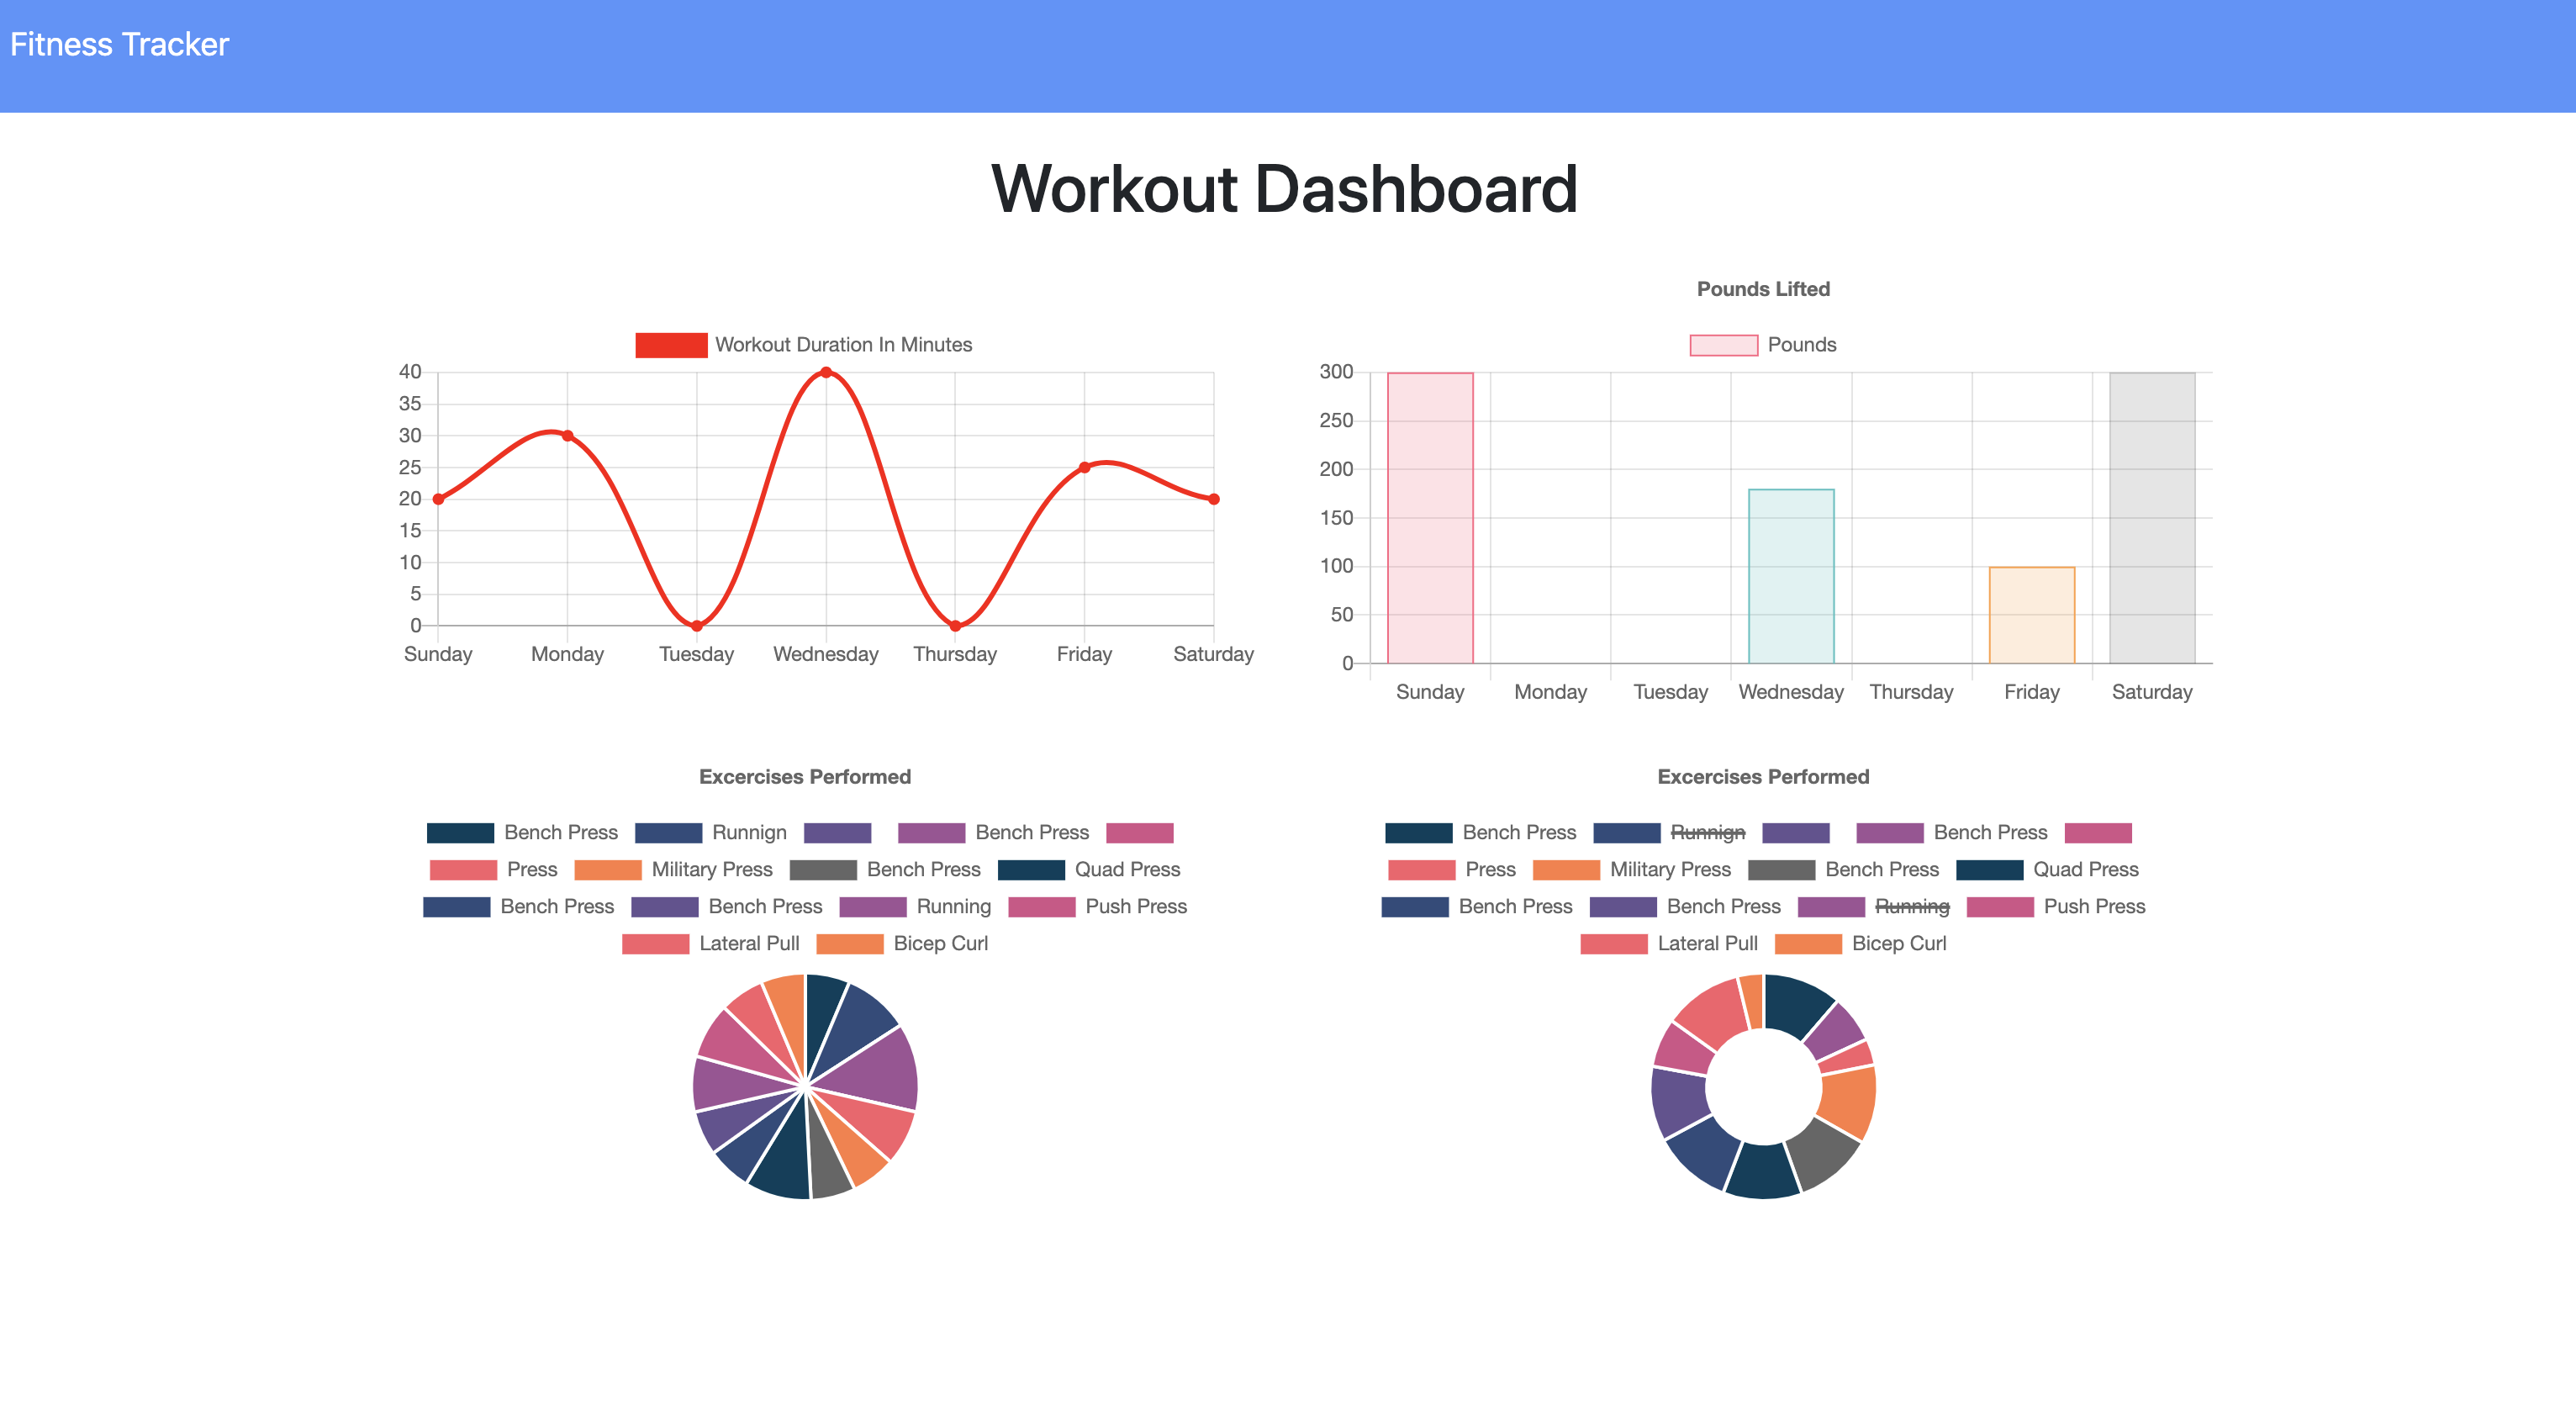 Fitness Tracker
Workout Dashboard
Workout Duration In Minutes
40
35
30
25
20
15
10
5
0
Sunday Monday Tuesday Wednesday Thursday Friday Saturday
Pounds Lifted
Pounds
300
250
200
150
100
50
0
Sunday Monday Tuesday Wednesday Thursday Friday Saturday
Excercises Performed
Bench Press Runnign Bench Press
Press Military Press Bench Press Quad Press
Bench Press Bench Press Running Push Press
Lateral Pull Bicep Curl
Excercises Performed
Bench Press Runnign Bench Press
Press Military Press Bench Press Quad Press
Bench Press Bench Press Running Push Press
Lateral Pull Bicep Curl